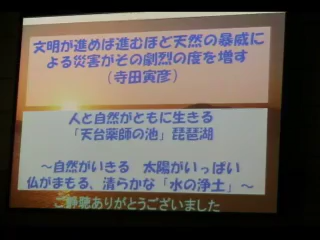 文明が進めば進むほど天然の暴威に
よる災害がその劇烈の度を増す
(寺田寅彦)
人と自然がともに生きる
「天台薬師の池」琵琶湖
～自然がいきる　太陽がいっぱい
仏がまもる、清らかな「水の浄土」～
ご静聴ありがとうございました